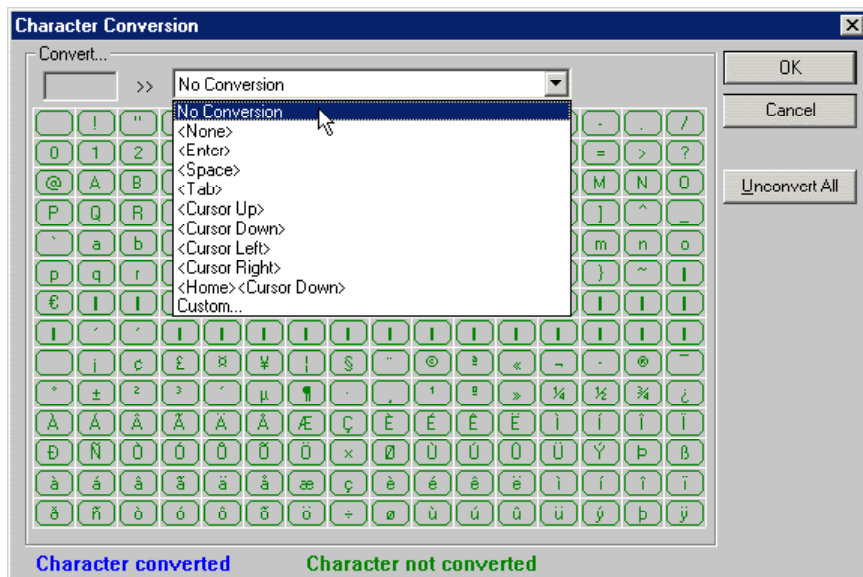 Character Conversion
Convert...
>> No Conversion
OK
Cancel
Unconvert All
No Conversion
<None>
<Enter>
<Space>
<Tab>
<Cursor Up>
<Cursor Down>
<Cursor Left>
<Cursor Right>
<Home><Cursor Down>
Custom...
! " - . /
0 1 2 = > ?
@ A B M N O
P Q R ] ^ _
` a b m n o
p q r } ~
€
¡ ¢ £ ¤ ¥ ¦ § ¨ © ª « ¬ - ® ¯
° ± ² ³ ´ µ ¶ · ¸ ¹ º » ¼ ½ ¾ ¿
À Á Â Ã Ä Å Æ Ç È É Ê Ë Ì Í Î Ï
Ð Ñ Ò Ó Ô Õ Ö × Ø Ù Ú Û Ü Ý Þ ß
à á â ã ä å æ ç è é ê ë ì í î ï
ð ñ ò ó ô õ ö ÷ ø ù ú û ü ý þ ÿ
Character converted Character not converted